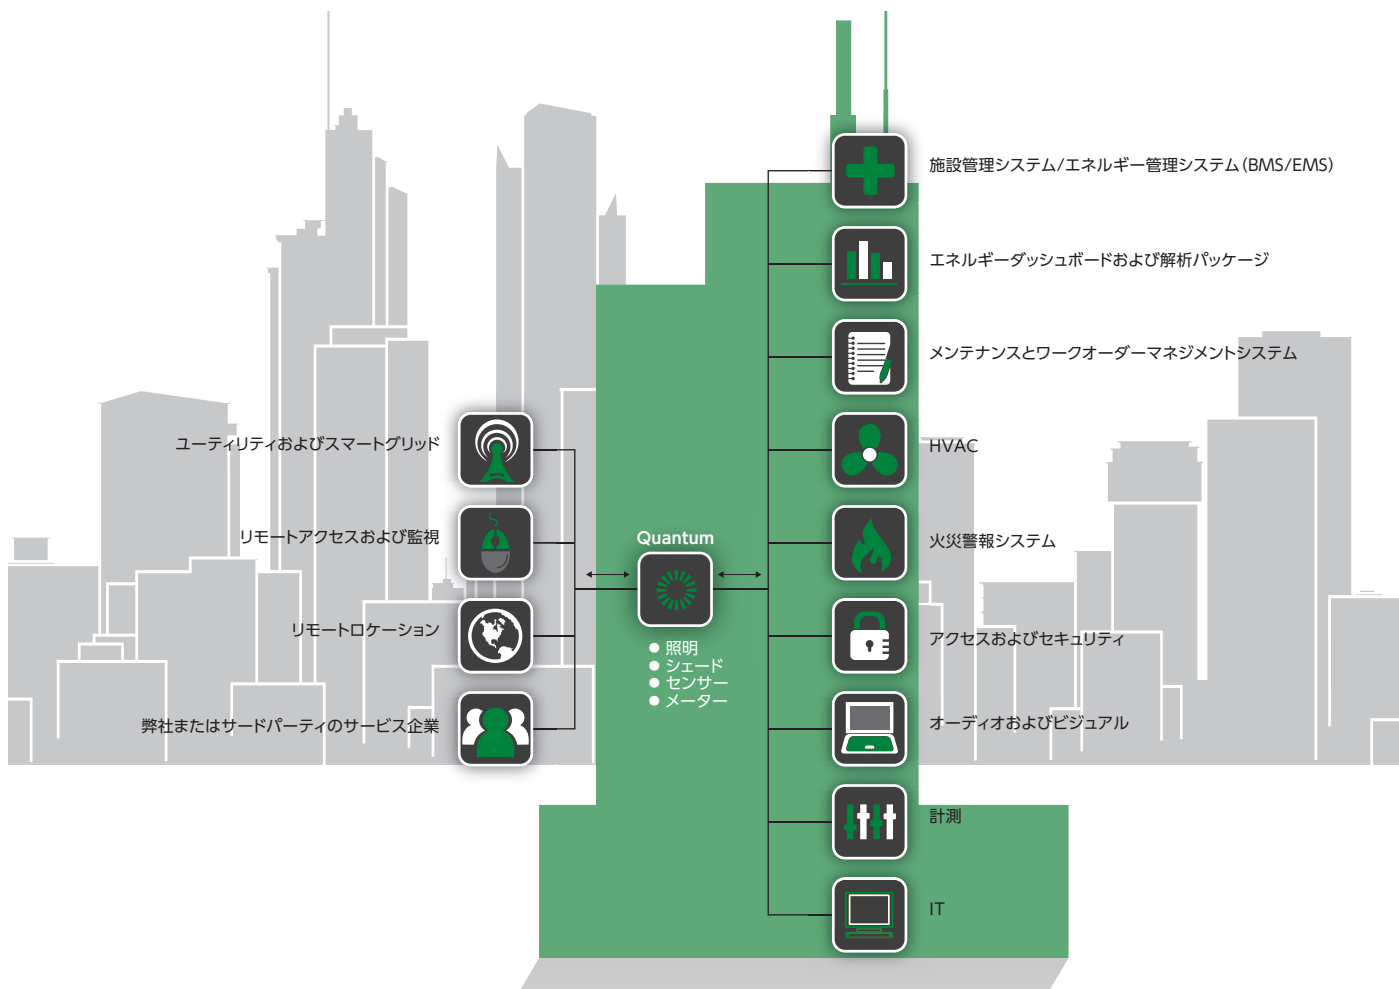 施設管理システム/エネルギー管理システム(BMS/EMS)
エネルギーダッシュボードおよび解析パッケージ
メンテナンスとワークオーダーマネジメントシステム
HVAC
火災警報システム
アクセスおよびセキュリティ
オーディオおよびビジュアル
計測
IT
ユーティリティおよびスマートグリッド
リモートアクセスおよび監視
リモートロケーション
弊社またはサードパーティのサービス企業
Quantum
● 照明
● シェード
● センサー
● メーター